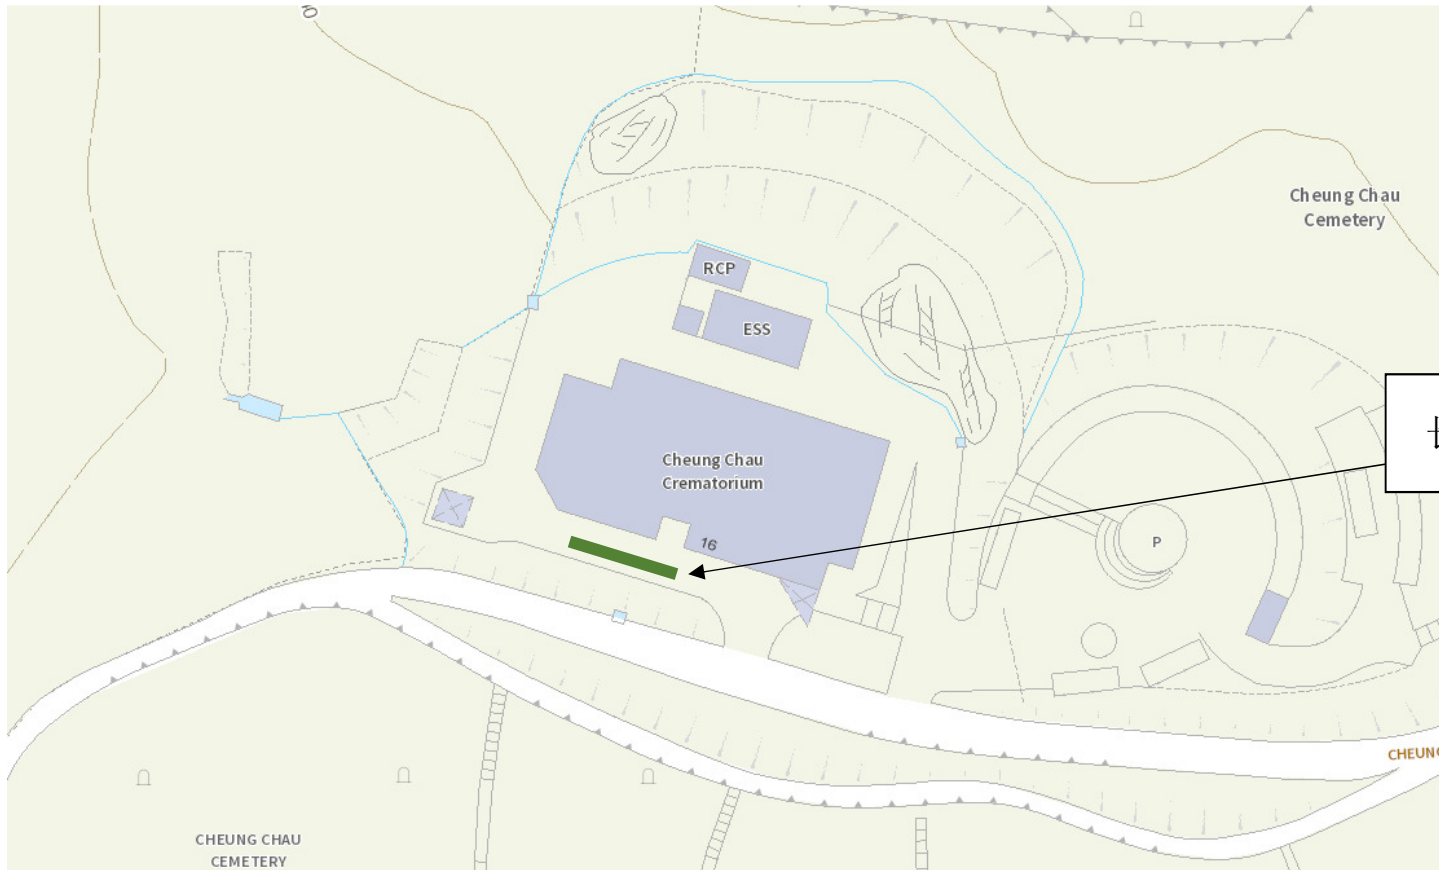 Cheung Chau
Cemetery
RCP
ESS
Cheung Chau
Crematorium
16
P
CHEUNG CHAU
CEMETERY